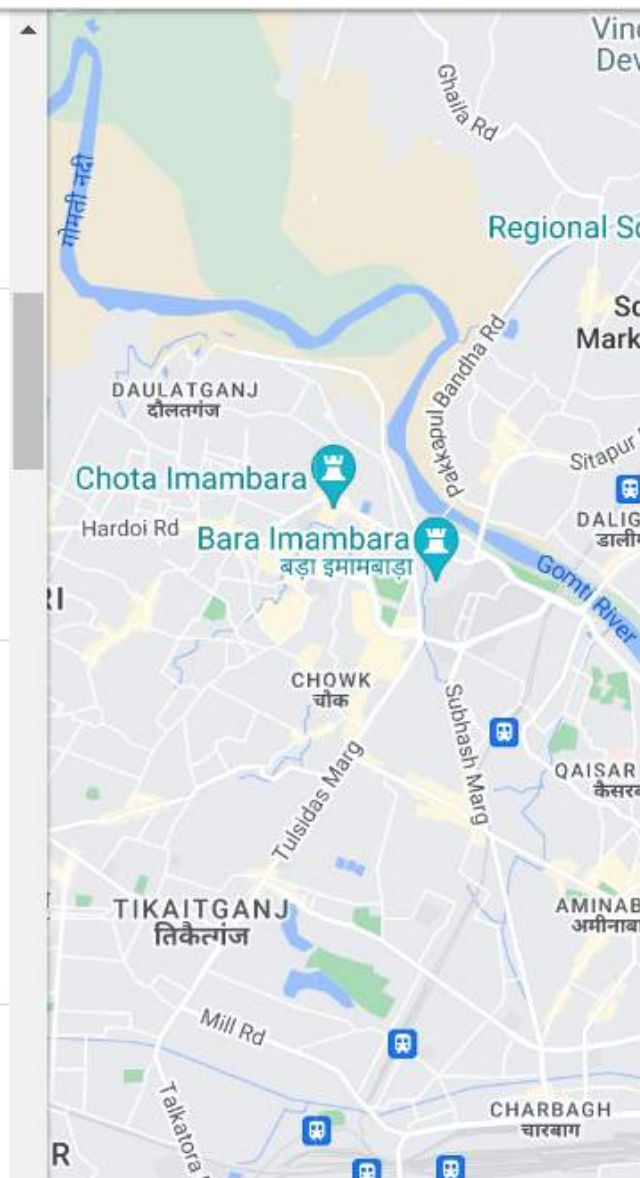 Vin
Dev
Ghaila Rd
गोमती नदी
Regional Sc
Sc
Mark
Pakkapul Bandha Rd
DAULATGANJ
दौलतगंज
Sitapur
Chota Imambara
DALIG
डालीग
Hardoi Rd
Bara Imambara
बड़ा इमामबाड़ा
Gomti River
RI
CHOWK
चौक
Subhash Marg
QAISAR
कैसरब
Tulsidas Marg
TIKAITGANJ
तिकैतगंज
AMINAB
अमीनाबा
Mill Rd
Talkatora
CHARBAGH
चारबाग
R